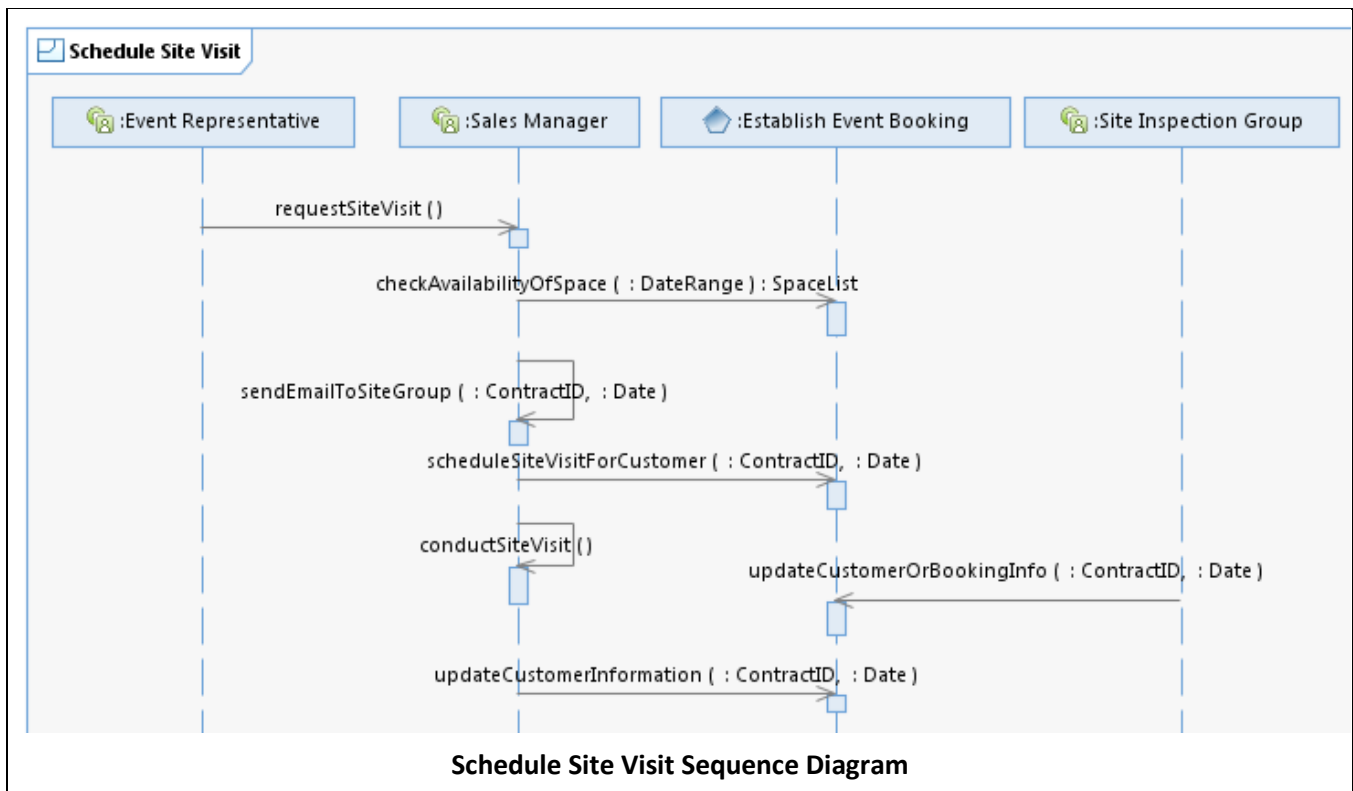 Schedule Site Visit
:Event Representative
:Sales Manager
:Establish Event Booking
:Site Inspection Group
requestSiteVisit ( )
checkAvailabilityOfSpace ( : DateRange ) : SpaceList
sendEmailToSiteGroup ( : ContractID, : Date )
scheduleSiteVisitForCustomer ( : ContractID, : Date )
conductSiteVisit ( )
updateCustomerOrBookingInfo ( : ContractID, : Date )
updateCustomerInformation ( : ContractID, : Date )
Schedule Site Visit Sequence Diagram